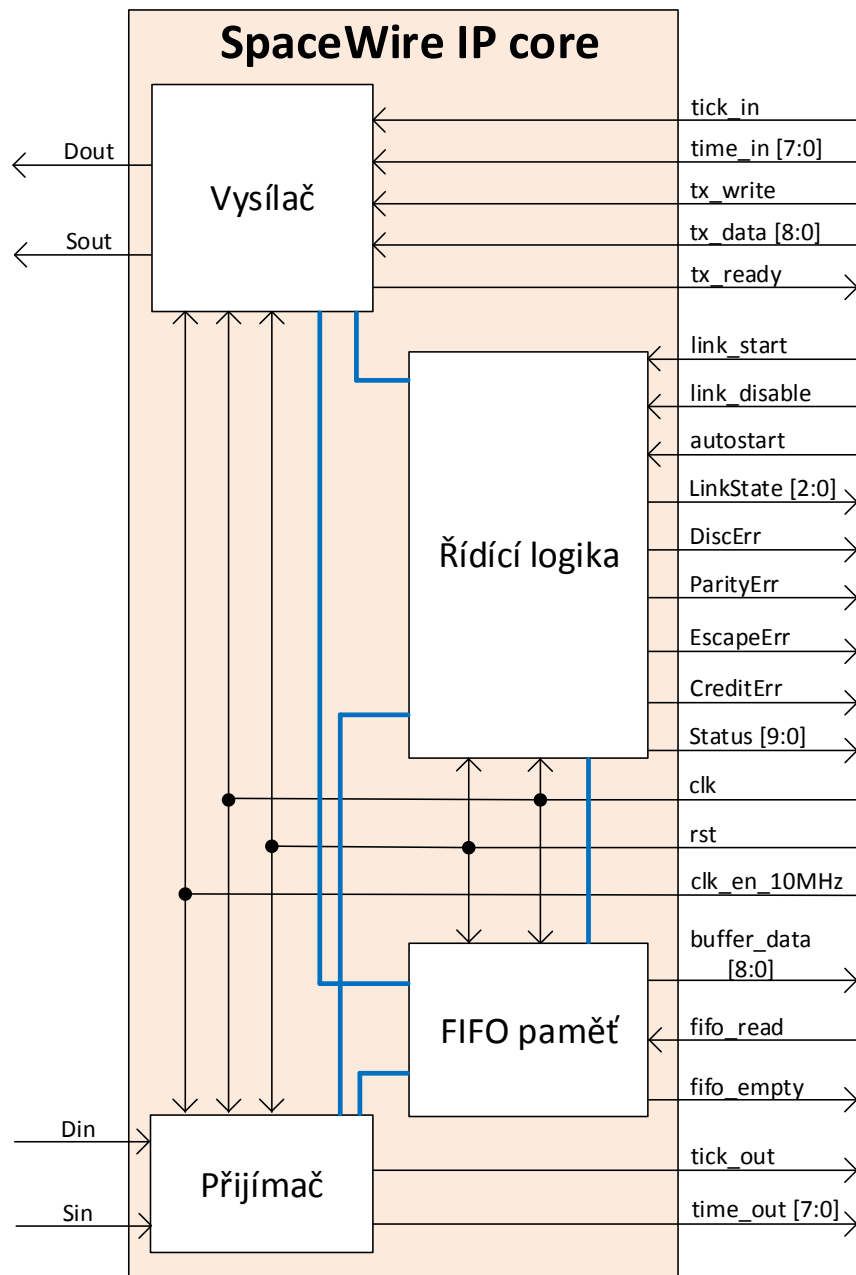 SpaceWire IP core
Vysílač
Dout
Sout
tick_in
time_in [7:0]
tx_write
tx_data [8:0]
tx_ready
Řídící logika
link_start
link_disable
autostart
LinkState [2:0]
DiscErr
ParityErr
EscapeErr
CreditErr
Status [9:0]
clk
rst
clk_en_10MHz
FIFO paměť
buffer_data
[8:0]
fifo_read
fifo_empty
Din
Sin
Přijímač
tick_out
time_out [7:0]